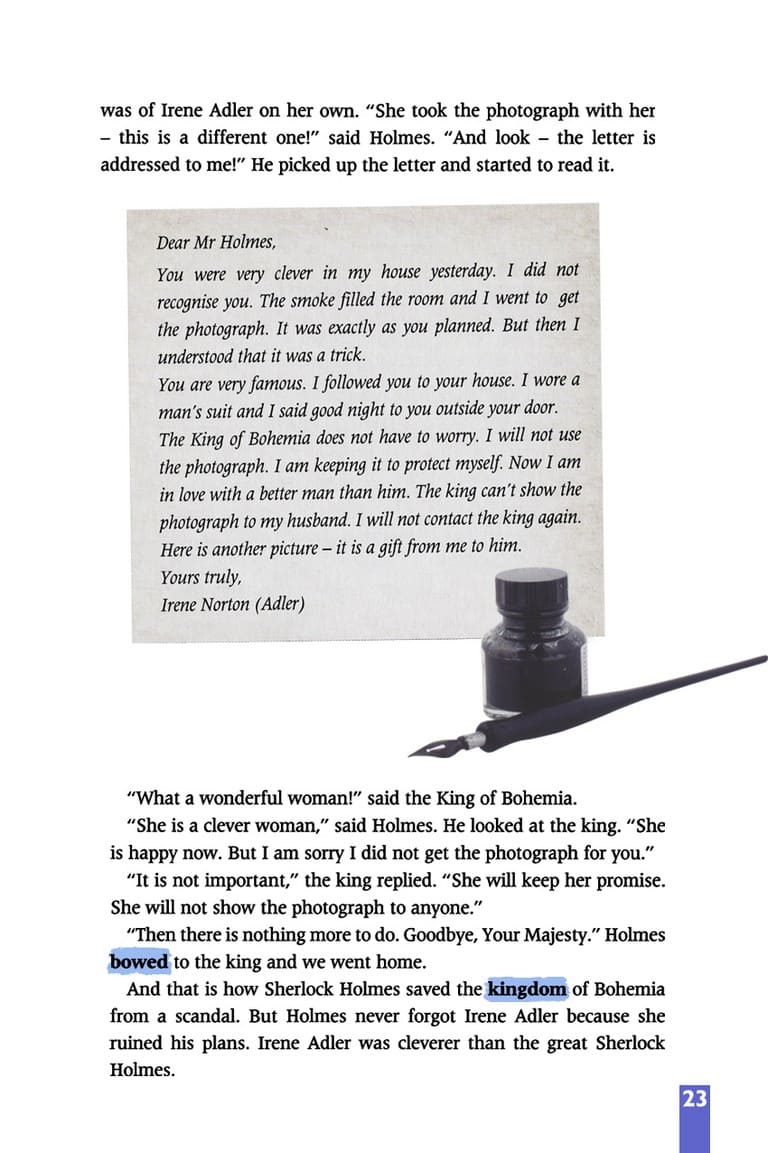 was of Irene Adler on her own. “She took the photograph with her
– this is a different one!” said Holmes. “And look – the letter is
addressed to me!” He picked up the letter and started to read it.
Dear Mr Holmes,
You were very clever in my house yesterday. I did not
recognise you. The smoke filled the room and I went to get
the photograph. It was exactly as you planned. But then I
understood that it was a trick.
You are very famous. I followed you to your house. I wore a
man’s suit and I said good night to you outside your door.
The King of Bohemia does not have to worry. I will not use
the photograph. I am keeping it to protect myself. Now I am
in love with a better man than him. The king can’t show the
photograph to my husband. I will not contact the king again.
Here is another picture – it is a gift from me to him.
Yours truly,
Irene Norton (Adler)
“What a wonderful woman!” said the King of Bohemia.
“She is a clever woman,” said Holmes. He looked at the king. “She
is happy now. But I am sorry I did not get the photograph for you.”
“It is not important,” the king replied. “She will keep her promise.
She will not show the photograph to anyone.”
“Then there is nothing more to do. Goodbye, Your Majesty.” Holmes
bowed to the king and we went home.
And that is how Sherlock Holmes saved the kingdom of Bohemia
from a scandal. But Holmes never forgot Irene Adler because she
ruined his plans. Irene Adler was cleverer than the great Sherlock
Holmes.
23